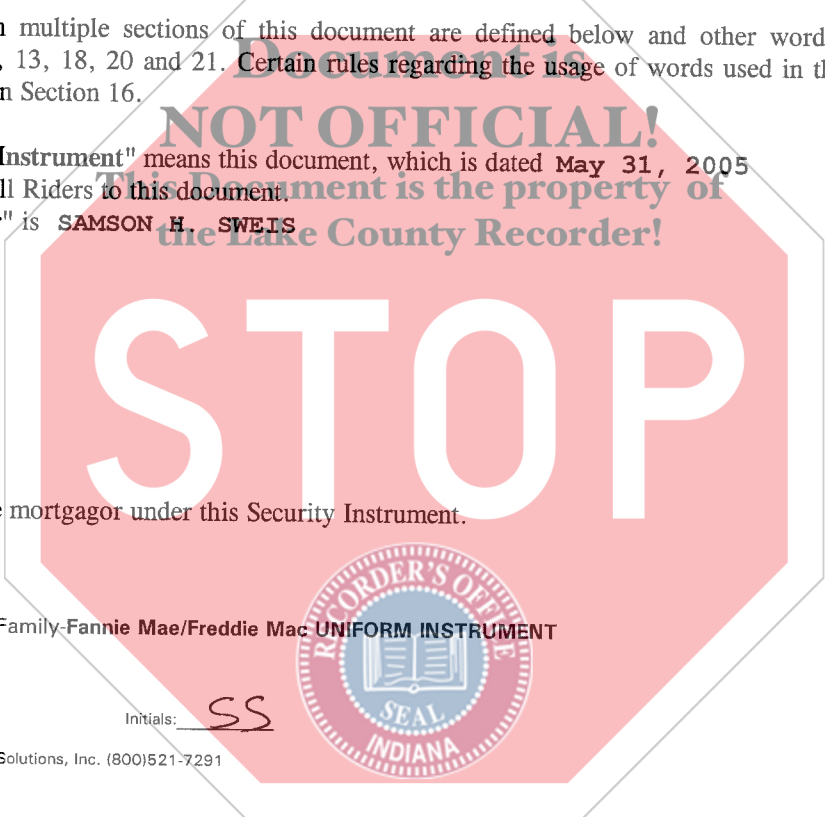 multiple sections of this document are defined below and other word
, 13, 18, 20 and 21. Certain rules regarding the usage of words used in th
n Section 16.
Document is
NOT OFFICIAL!
Instrument" means this document, which is dated May 31, 2005
ll Riders to this document.
This Document is the property of
" is SAMSON H. SWEIS
the Lake County Recorder!
STOP
e mortgagor under this Security Instrument.
RECORDER'S OFFICE
Family-Fannie Mae/Freddie Mac UNIFORM INSTRUMENT
SEAL
INDIANA
Initials: SS
Solutions, Inc. (800)521-7291